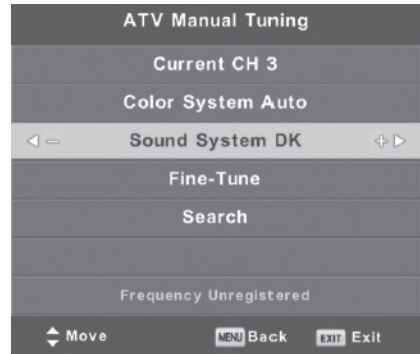 ATV Manual Tuning
Current CH 3
Color System Auto
Sound System DK
Fine-Tune
Search
Frequency Unregistered
Move MENU Back EXIT Exit